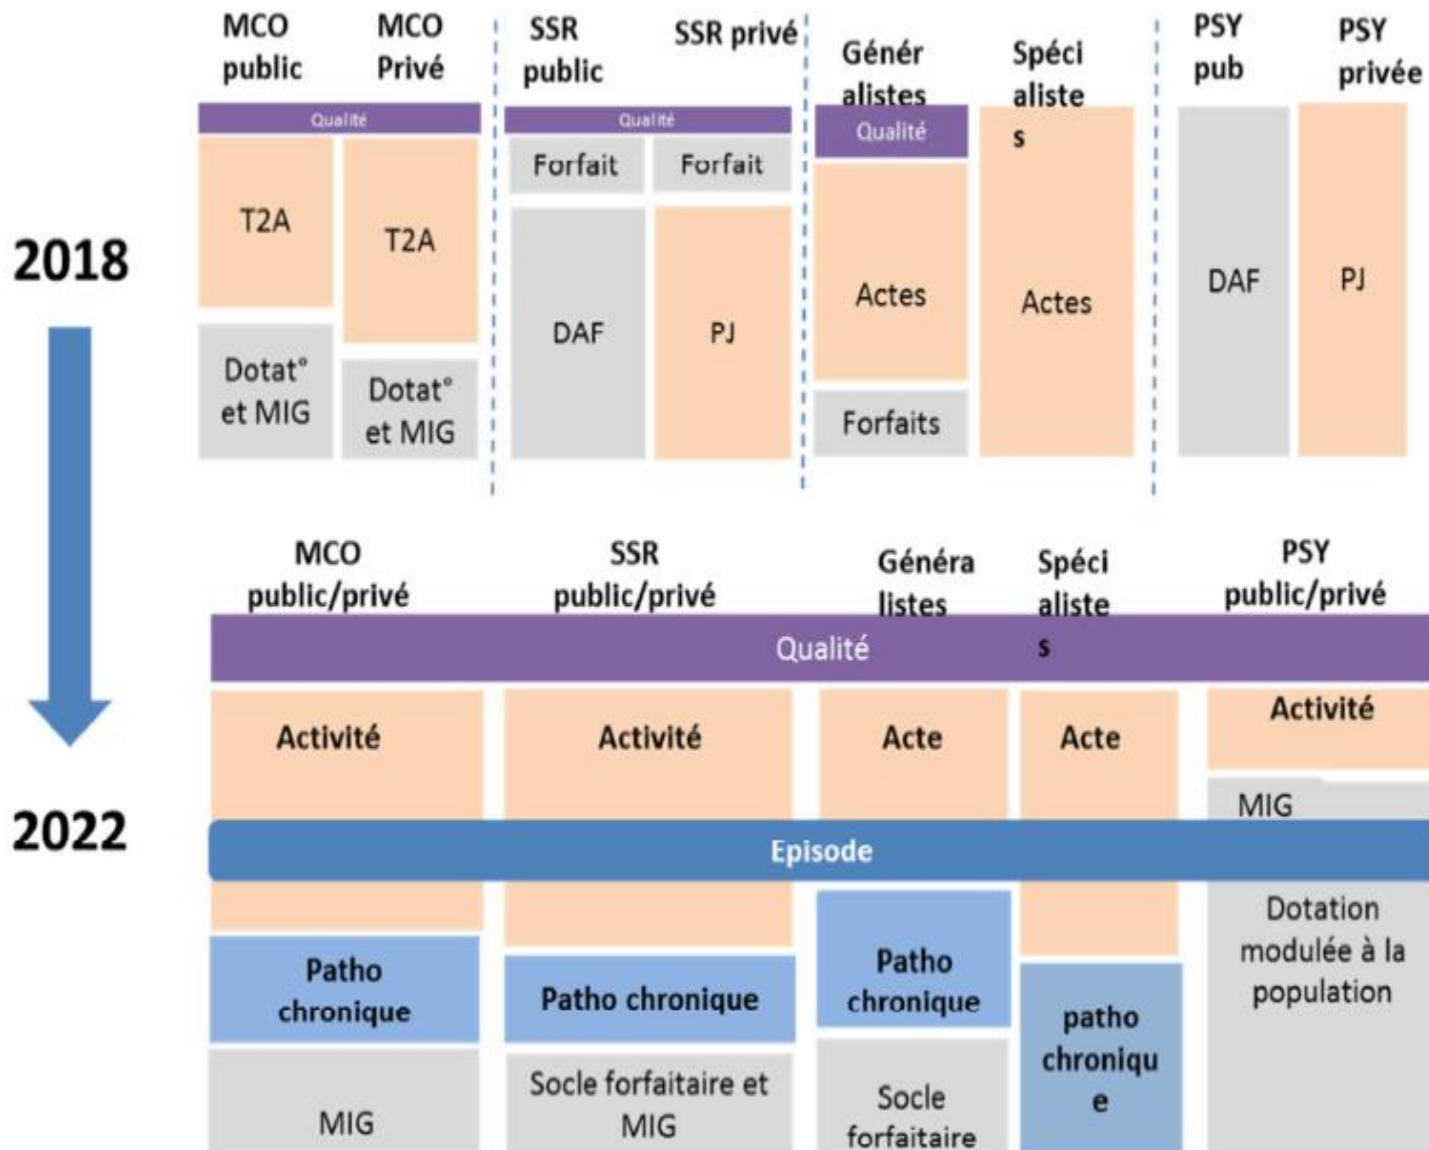 MCO
public
MCO
Privé
SSR
public
SSR privé
Génér
alistes
Spéci
aliste
s
PSY
pub
PSY
privée
Qualité
Qualité
Qualité
T2A
T2A
Forfait
Forfait
2018
DAF
PJ
Actes
Actes
DAF
PJ
Dotat°
et MIG
Dotat°
et MIG
Forfaits
MCO
public/privé
SSR
public/privé
Généra
listes
Spéci
aliste
s
PSY
public/privé
Qualité
Activité
Activité
Acte
Acte
Activité
MIG
2022
Episode
Patho
chronique
Patho chronique
Patho
chronique
patho
chroniqu
e
Dotation
modulée à la
population
MIG
Socle forfaitaire et
MIG
Socle
forfaitaire